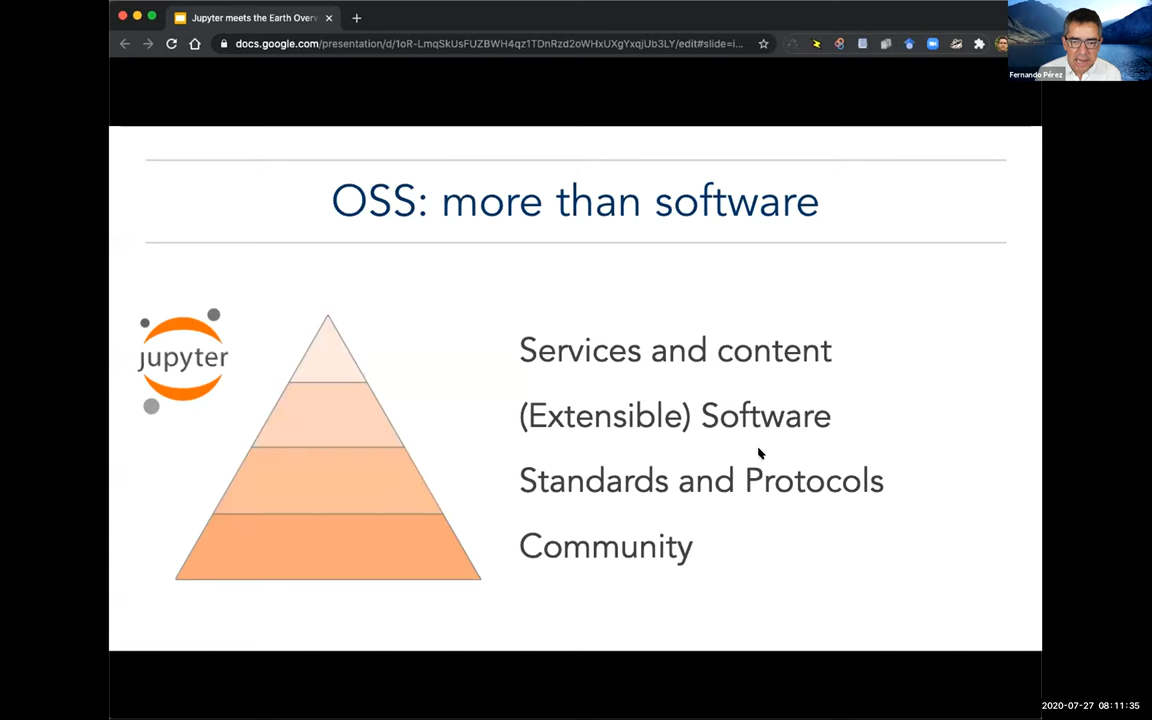 Jupyter meets the Earth Over
docs.google.com/presentation/d/1oR-LmqSkUsFUZBWH4qz1TDnRzd2oWHxUXgYxqjUb3LY/edit#slide=i...
Fernando Pérez
OSS: more than software
jupyter
Services and content
(Extensible) Software
Standards and Protocols
Community
2020-07-27 08:11:35